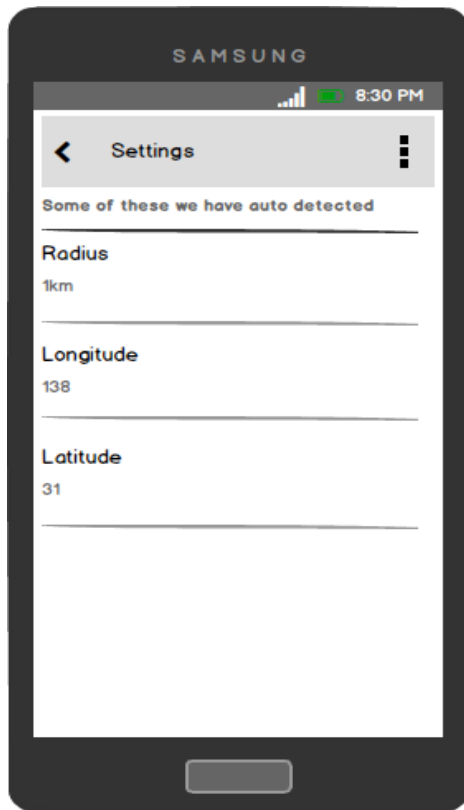 SAMSUNG
8:30 PM
Settings
Some of these we have auto detected
Radius
1km
Longitude
138
Latitude
31